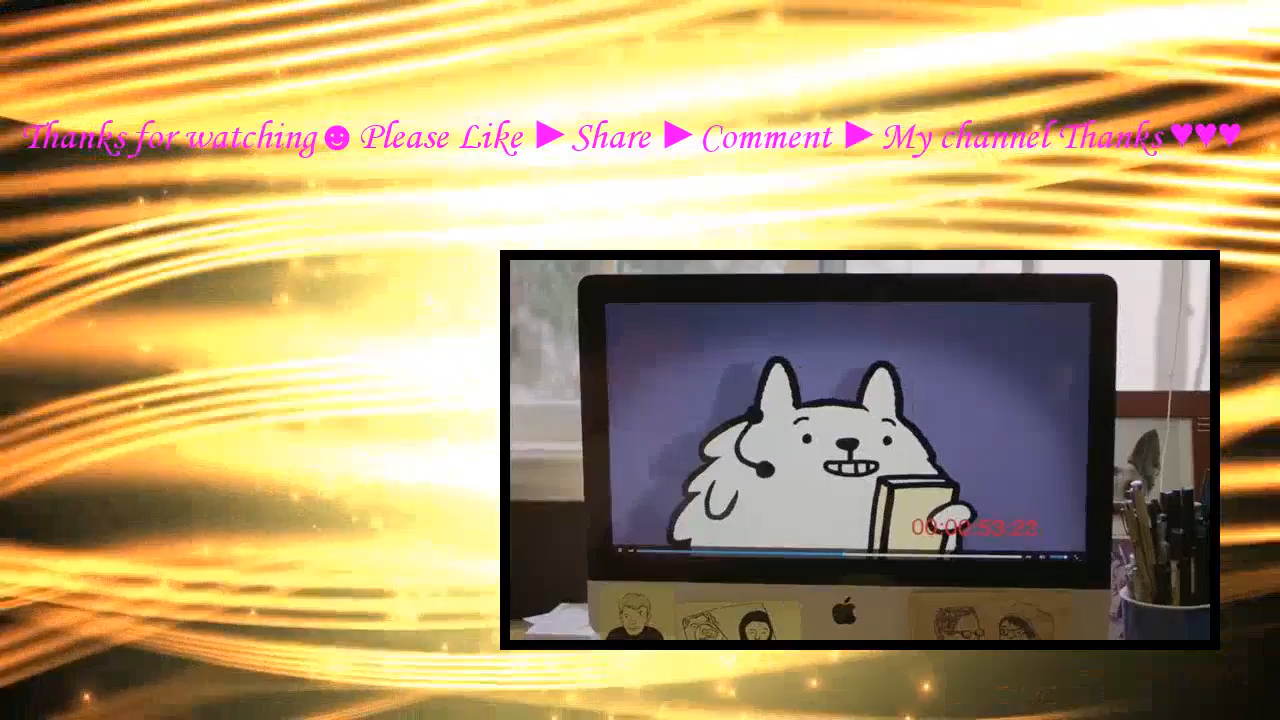 Thanks for watching☻ Please Like ► Share ► Comment ► My channel Thanks ♥♥♥
00:00:53:23